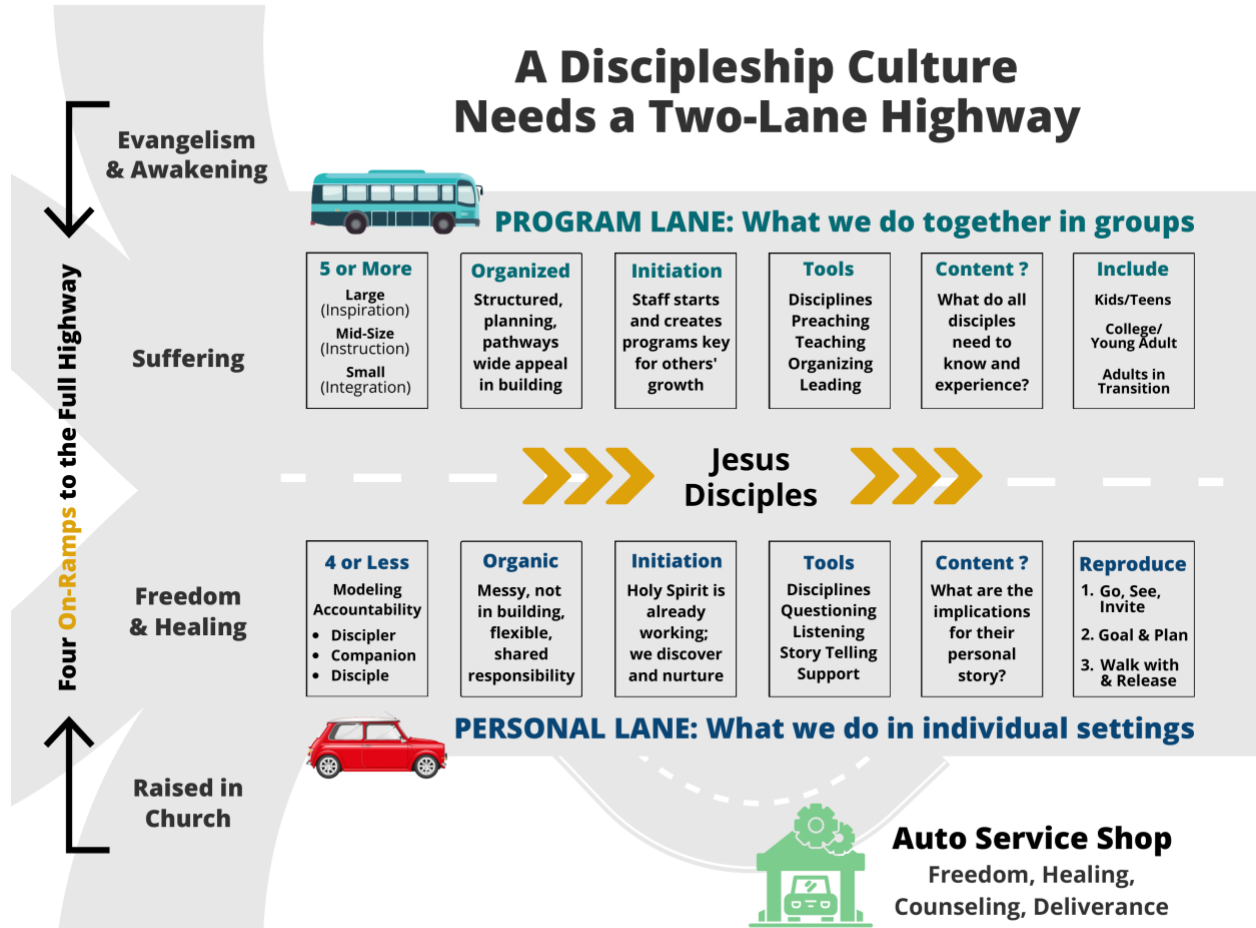 A Discipleship Culture
Needs a Two-Lane Highway
Four On-Ramps to the Full Highway
Evangelism
& Awakening
Suffering
Freedom
& Healing
Raised in
Church
PROGRAM LANE: What we do together in groups
5 or More
Large
(Inspiration)
Mid-Size
(Instruction)
Small
(Integration)
Organized
Structured,
planning,
pathways
wide appeal
in building
Initiation
Staff starts
and creates
programs key
for others'
growth
Tools
Disciplines
Preaching
Teaching
Organizing
Leading
Content ?
What do all
disciples
need to
know and
experience?
Include
Kids/Teens
College/
Young Adult
Adults in
Transition
Jesus
Disciples
4 or Less
Modeling
Accountability
• Discipler
• Companion
• Disciple
Organic
Messy, not
in building,
flexible,
shared
responsibility
Initiation
Holy Spirit is
already
working;
we discover
and nurture
Tools
Disciplines
Questioning
Listening
Story Telling
Support
Content ?
What are the
implications
for their
personal
story?
Reproduce
1. Go, See,
Invite
2. Goal & Plan
3. Walk with
& Release
PERSONAL LANE: What we do in individual settings
Auto Service Shop
Freedom, Healing,
Counseling, Deliverance